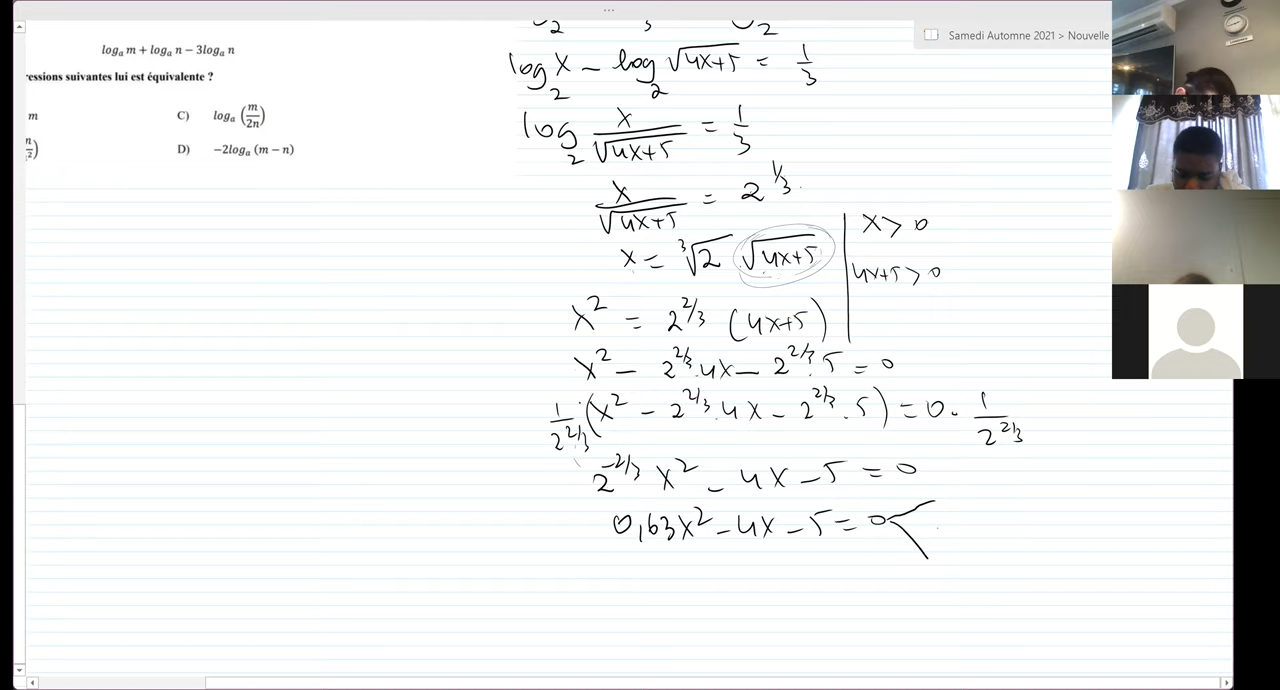 ...
Samedi Automne 2021 > Nouvelle
logₐ m + logₐ n − 3logₐ n
ressions suivantes lui est équivalente ?
m
C) logₐ (m/2n)
D) −2logₐ (m − n)
log₂ x − log₂ √(4x+5) = 1/3
log₂ x/√(4x+5) = 1/3
x/√(4x+5) = 2^(1/3)
x = ³√2 √(4x+5)
x > 0
4x+5 > 0
x² = 2^(2/3) (4x+5)
x² − 2^(2/3).4x − 2^(2/3).5 = 0
1/2^(2/3) (x² − 2^(2/3).4x − 2^(2/3).5) = 0 . 1/2^(2/3)
2^(−2/3) x² − 4x − 5 = 0
0,63x² − 4x − 5 = 0